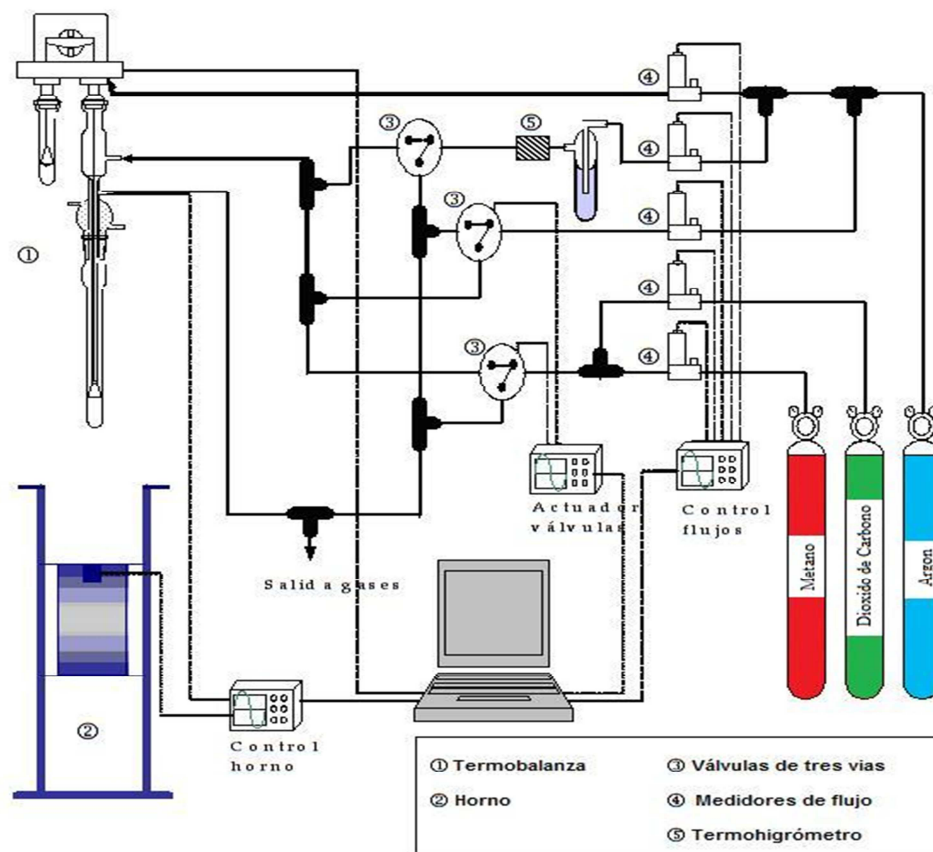 ④
④
③
⑤
④
③
④
①
④
③
④
Actuador
válvulas
Control
flujos
Salida gases
Metano
Dioxido de Carbono
Argon
②
Control
horno
① Termobalanza
② Horno
③ Válvulas de tres vias
④ Medidores de flujo
⑤ Termohigrómetro